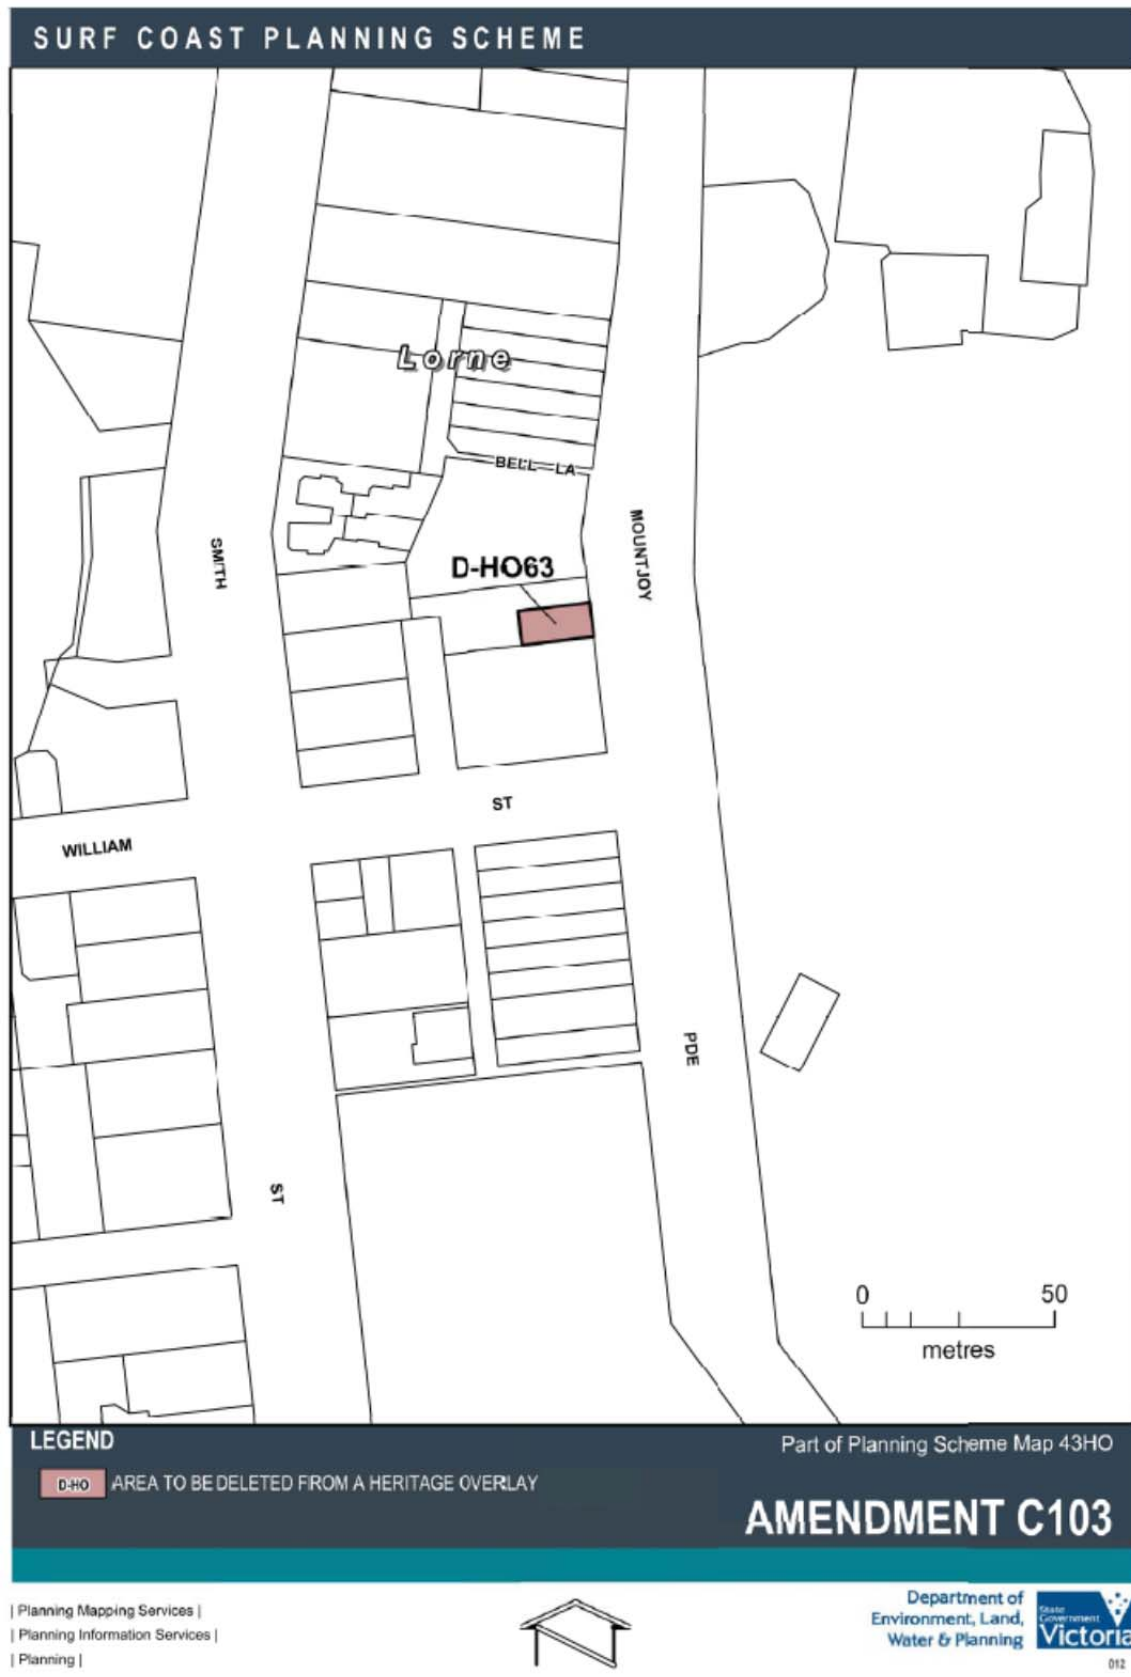 SURF COAST PLANNING SCHEME
Lorne
BELL LA
SMITH
MOUNTJOY
D-HO63
ST
WILLIAM
PDE
ST
0 50
metres
LEGEND
Part of Planning Scheme Map 43HO
D-HO AREA TO BE DELETED FROM A HERITAGE OVERLAY
AMENDMENT C103
| Planning Mapping Services |
| Planning Information Services |
| Planning |
Department of
Environment, Land,
Water & Planning
State
Government
Victoria
012